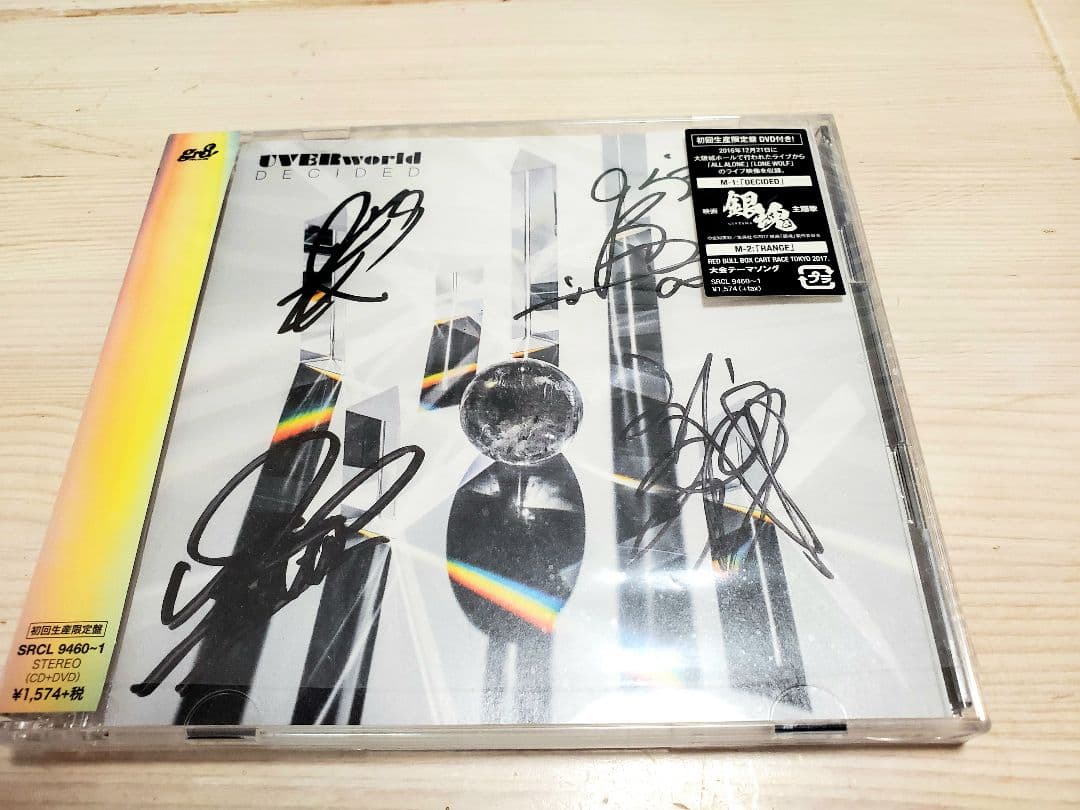 gr8!
UVERworld
DECIDED
初回生産限定盤 DVD付き!
2016年12月21日に
大阪城ホールで行われたライブから
「ALL ALONE」「LONE WOLF」
のライブ映像を収録。
M-1:「DECIDED」
映画 銀魂 主題歌
GINTAMA
M-2:「RANGE」
RED BULL BOX CART RACE TOKYO 2017.
大会テーマソング
SRCL 9460~1
¥1,574(+tax)
プラ
初回生産限定盤
SRCL 9460~1
STEREO
(CD+DVD)
¥1,574+税